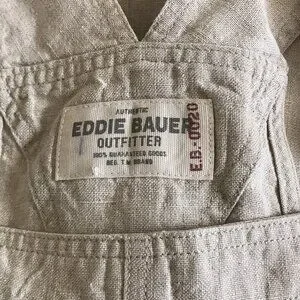 AUTHENTIC
EDDIE BAUER
OUTFITTER
100% GUARANTEED GOODS
REG. T.M. BRAND
E.B.-0020